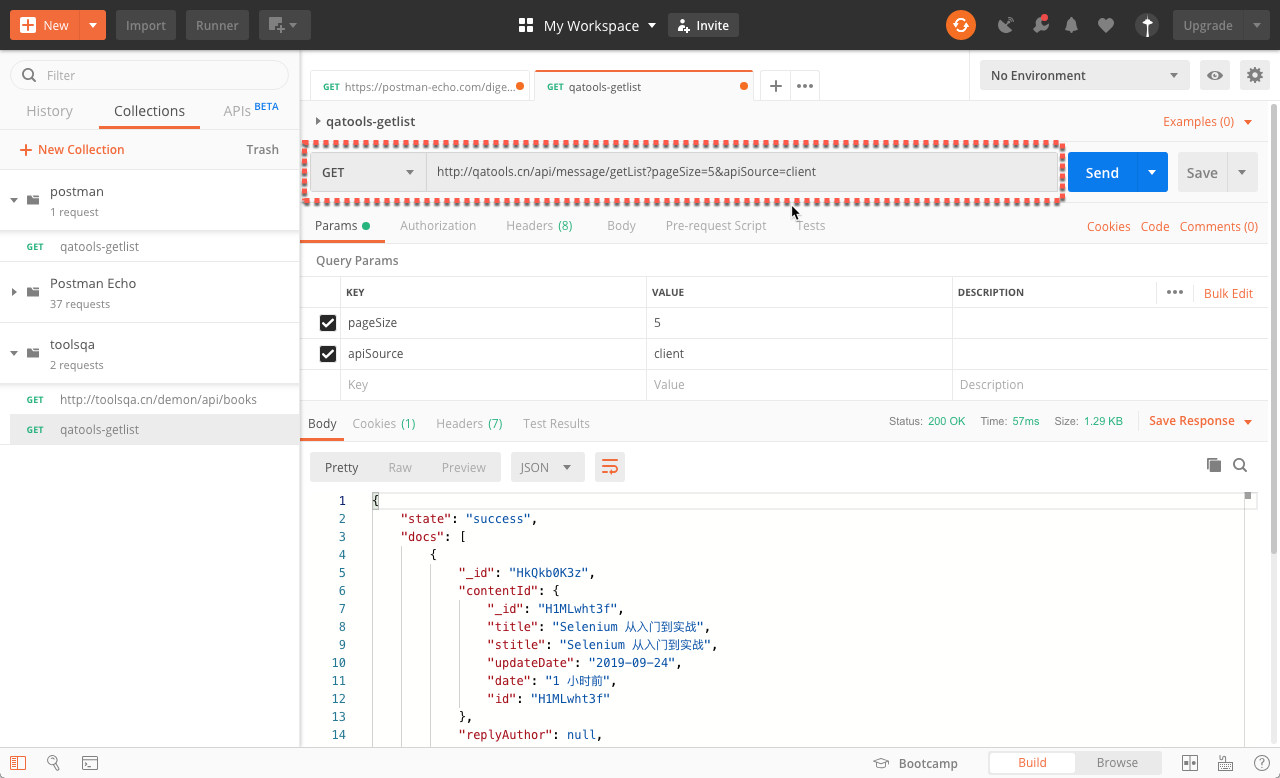 New Import Runner My Workspace Invite Upgrade
Filter
History Collections APIs BETA
New Collection Trash
postman
1 request
GET qatools-getlist
Postman Echo
37 requests
toolsqa
2 requests
GET http://toolsqa.cn/demon/api/books
GET qatools-getlist
GET https://postman-echo.com/dige... GET qatools-getlist + ••• No Environment
qatools-getlist Examples (0)
GET http://qatools.cn/api/message/getList?pageSize=5&apiSource=client Send Save
Params Authorization Headers (8) Body Pre-request Script Tests Cookies Code Comments (0)
Query Params
KEY VALUE DESCRIPTION ••• Bulk Edit
pageSize 5
apiSource client
Key Value Description
Body Cookies (1) Headers (7) Test Results Status: 200 OK Time: 57ms Size: 1.29 KB Save Response
Pretty Raw Preview JSON
1 {
2 "state": "success",
3 "docs": [
4 {
5 "_id": "HkQkb0K3z",
6 "contentId": {
7 "_id": "H1MLwht3f",
8 "title": "Selenium 从入门到实战",
9 "stitle": "Selenium 从入门到实战",
10 "updateDate": "2019-09-24",
11 "date": "1 小时前",
12 "id": "H1MLwht3f"
13 },
14 "replyAuthor": null,
Bootcamp Build Browse